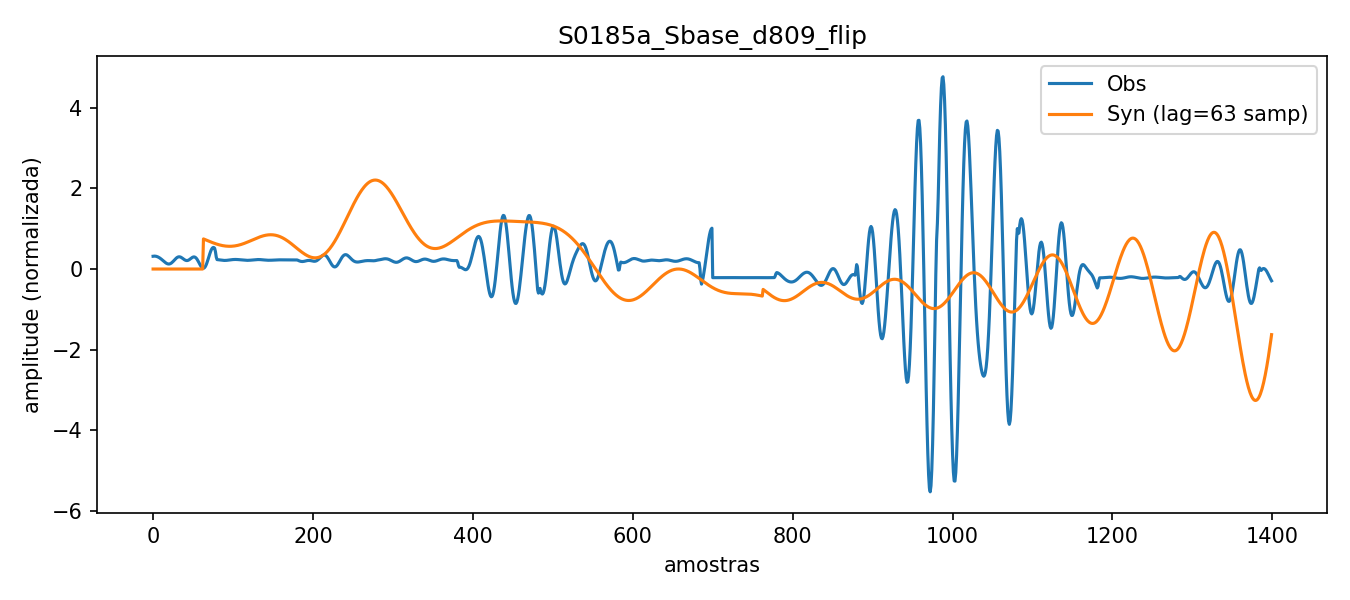 S0185a_Sbase_d809_flip
Obs
Syn (lag=63 samp)
amplitude (normalizada)
4
2
0
−2
−4
−6
0 200 400 600 800 1000 1200 1400
amostras